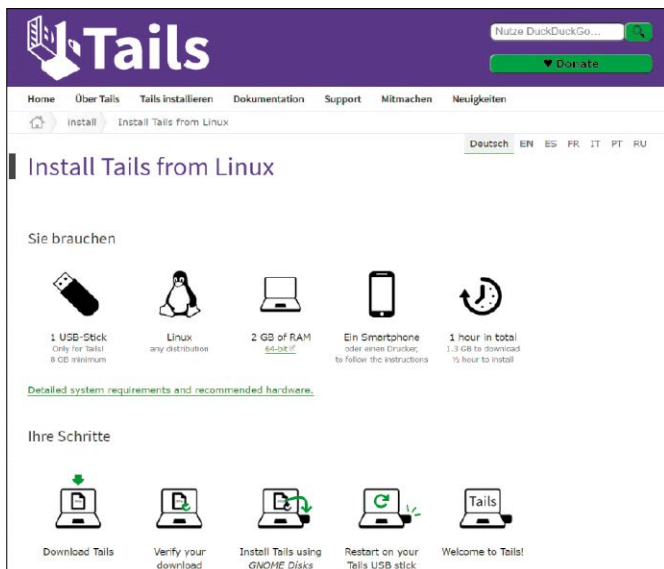 Tails
Nutze DuckDuckGo...
♥ Donate
Home Über Tails Tails installieren Dokumentation Support Mitmachen Neuigkeiten
install Install Tails from Linux
Deutsch EN ES FR IT PT RU
Install Tails from Linux
Sie brauchen
1 USB-Stick
Only for Tails!
8 GB minimum
Linux
any distribution
2 GB of RAM
64-bit
Ein Smartphone
oder einen Drucker,
to follow the instructions
1 hour in total
1.3 GB to download
½ hour to install
Detailed system requirements and recommended hardware.
Ihre Schritte
Tails
Download Tails
Verify your
download
Install Tails using
GNOME Disks
Restart on your
Tails USB stick
Welcome to Tails!